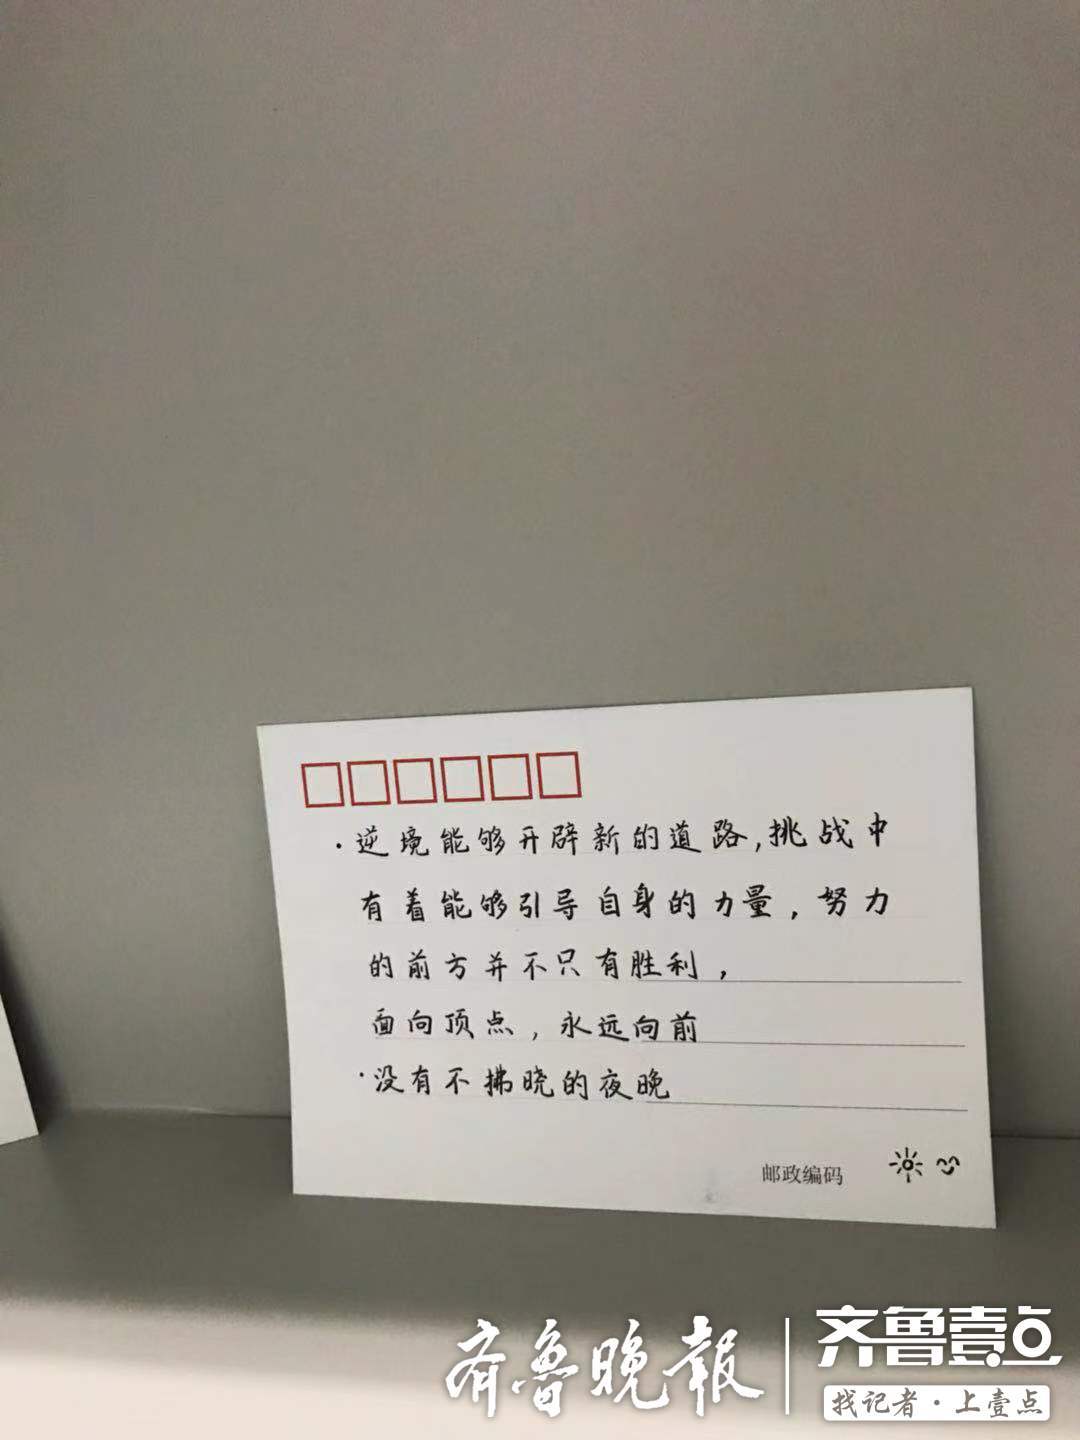 ·逆境能够开辟新的道路,挑战中
有着能够引导自身的力量，努力
的前方并不只有胜利，
面向顶点，永远向前
·没有不拂晓的夜晚
邮政编码
齐鲁晚报
齐鲁壹点
找记者·上壹点